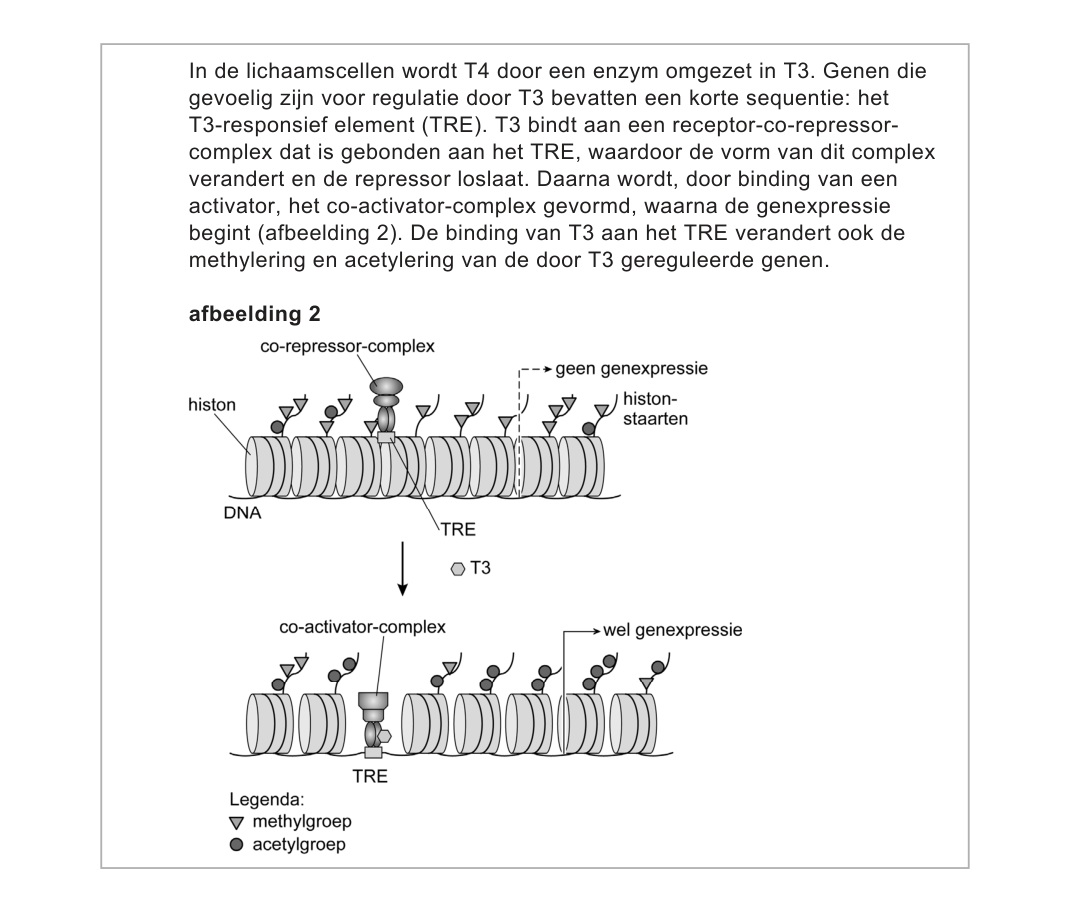 In de lichaamscellen wordt T4 door een enzym omgezet in T3. Genen die
gevoelig zijn voor regulatie door T3 bevatten een korte sequentie: het
T3-responsief element (TRE). T3 bindt aan een receptor-co-repressor-
complex dat is gebonden aan het TRE, waardoor de vorm van dit complex
verandert en de repressor loslaat. Daarna wordt, door binding van een
activator, het co-activator-complex gevormd, waarna de genexpressie
begint (afbeelding 2). De binding van T3 aan het TRE verandert ook de
methylering en acetylering van de door T3 gereguleerde genen.
afbeelding 2
co-repressor-complex
geen genexpressie
histon
histon-
staarten
DNA
TRE
T3
co-activator-complex
wel genexpressie
TRE
Legenda:
methylgroep
acetylgroep